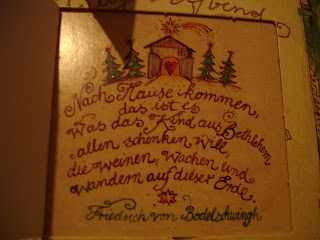 Nach Hause kommen,
das ist es
Was das Kind aus Bethlehem
allen schenken will,
die weinen, wachen und
wandern auf dieser Erde.
Friedrich von Bodelschwingh